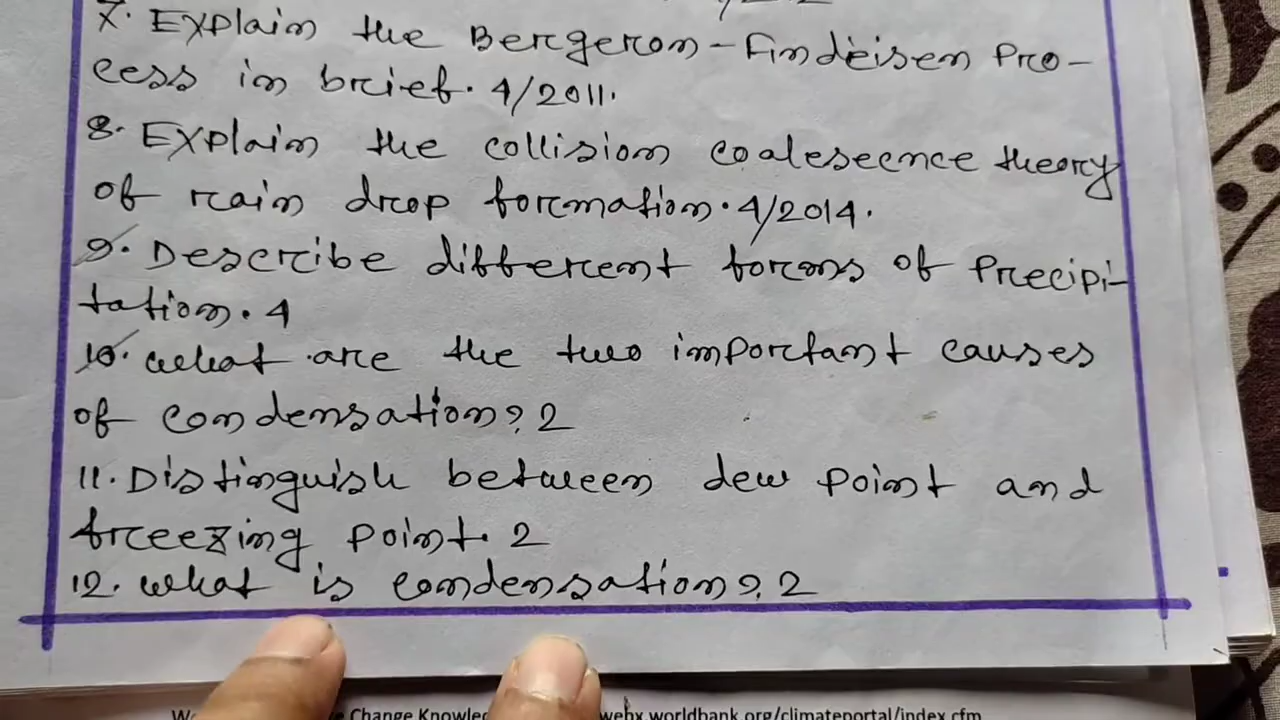 7. Explain the Bergeron-Findeisen Pro-
cess in brief. 4/2011.
8. Explain the collision coalescence theory
of rain drop formation. 4/2014.
9. Describe different forms of Precipi-
tation. 4
10. what are the two important causes
of condensation? 2
11. Distinguish between dew point and
freezing point. 2
12. what is condensation? 2
Change Knowle
webx.worldbank.org/climateportal/index.cfm